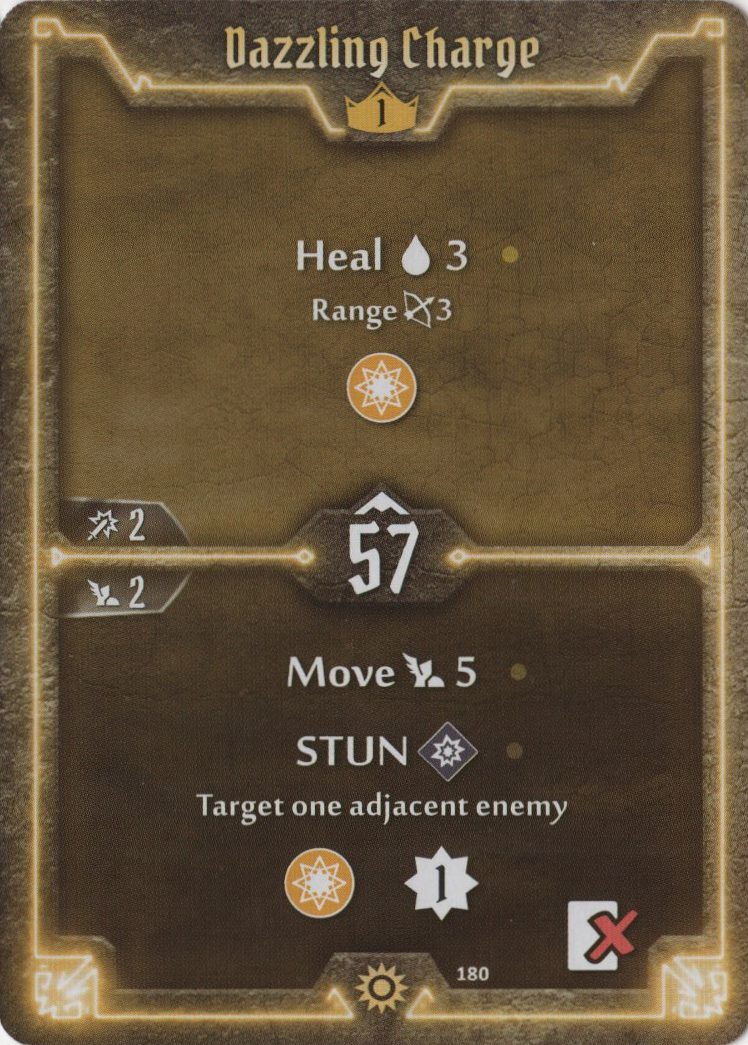 Dazzling Charge
1
Heal 3
Range 3
2
57
2
Move 5
STUN
Target one adjacent enemy
1
180